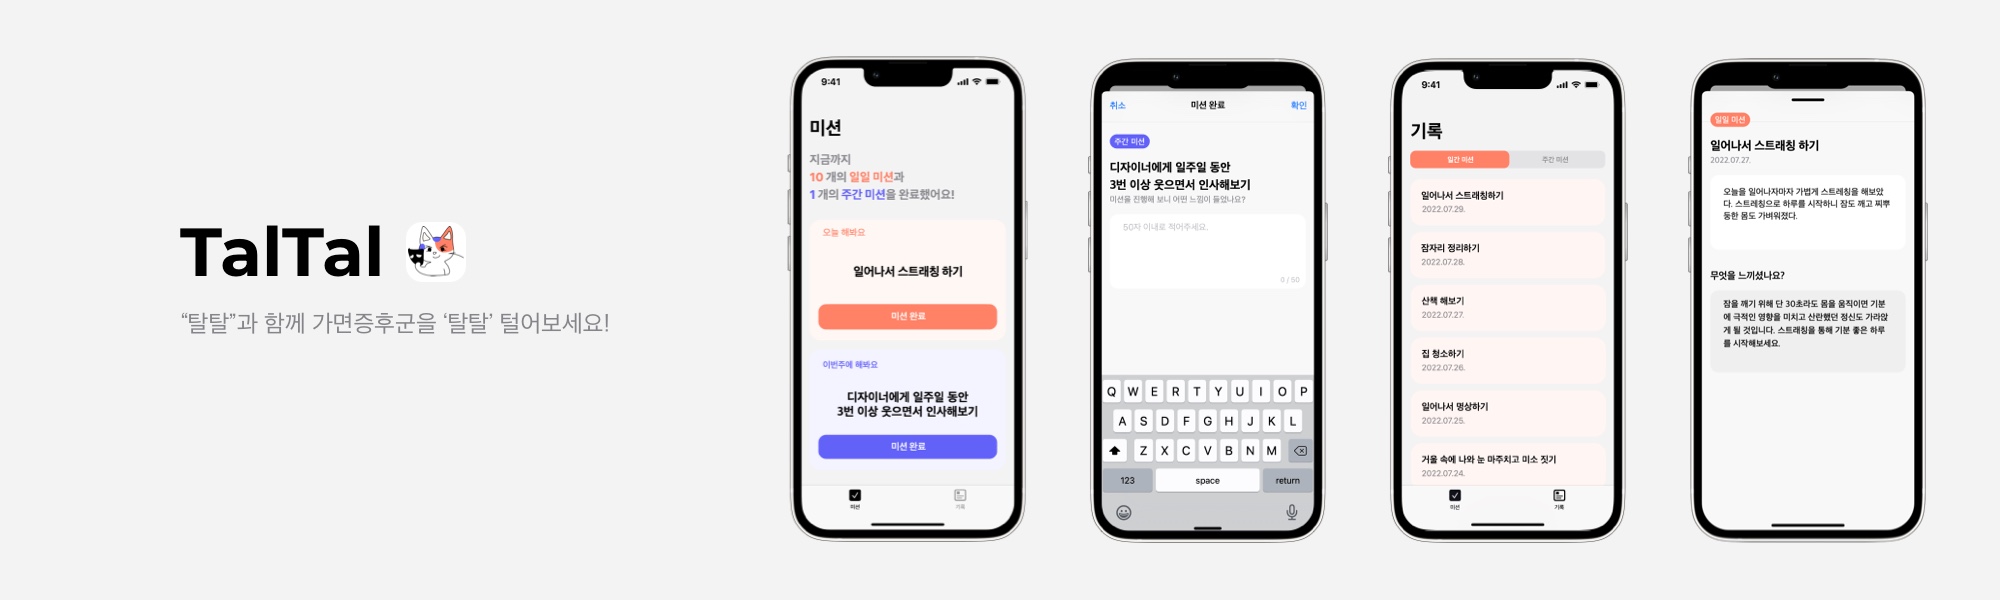 TalTal
“탈탈”과 함께 가면증후군을 ‘탈탈’ 털어보세요!
9:41
미션
지금까지
10 개의 일일 미션과
1 개의 주간 미션을 완료했어요!
오늘 해봐요
일어나서 스트래칭 하기
미션 완료
이번주에 해봐요
디자이너에게 일주일 동안
3번 이상 웃으면서 인사해보기
미션 완료
미션
기록
취소 미션 완료 확인
주간 미션
디자이너에게 일주일 동안
3번 이상 웃으면서 인사해보기
미션을 진행해 보니 어떤 느낌이 들었나요?
50자 이내로 적어주세요.
0 / 50
Q W E R T Y U I O P
A S D F G H J K L
Z X C V B N M
123 space return
9:41
기록
일간 미션 주간 미션
일어나서 스트래칭하기
2022.07.29.
잠자리 정리하기
2022.07.28.
산책 해보기
2022.07.27.
집 청소하기
2022.07.26.
일어나서 명상하기
2022.07.25.
거울 속에 나와 눈 마주치고 미소 짓기
2022.07.24.
미션
기록
일일 미션
일어나서 스트래칭 하기
2022.07.27.
오늘을 일어나자마자 가볍게 스트레칭을 해보았
다. 스트레칭으로 하루를 시작하니 잠도 깨고 찌뿌
둥한 몸도 가벼워졌다.
무엇을 느끼셨나요?
잠을 깨기 위해 단 30초라도 몸을 움직이면 기분
에 극적인 영향을 미치고 산란했던 정신도 가라앉
게 될 것입니다. 스트래칭을 통해 기분 좋은 하루
를 시작해보세요.